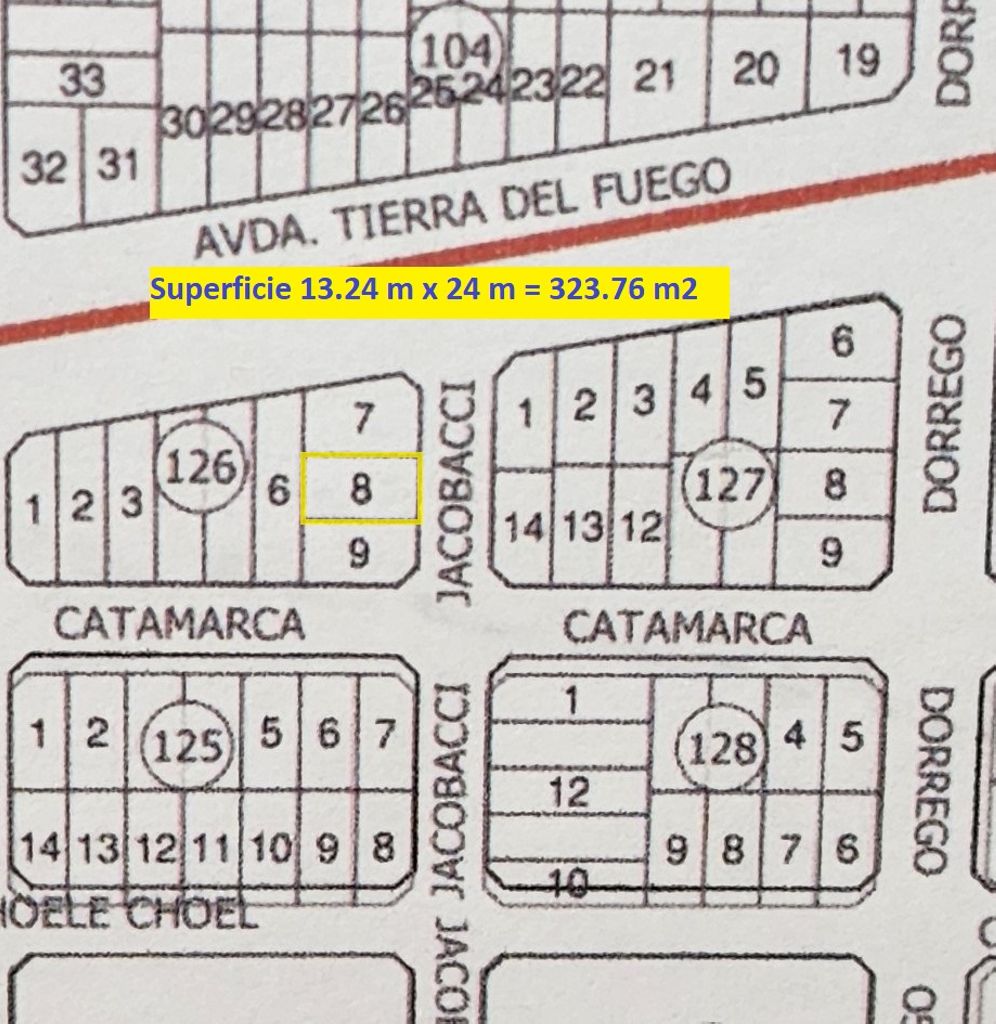 104
33
30 29 28 27 26 25 24 23 22 21 20 19
32 31
AVDA. TIERRA DEL FUEGO
Superficie 13.24 m x 24 m = 323.76 m2
JACOBACCI
DORREGO
1 2 3 126 6 7
8
9
1 2 3 4 5 6
7
127
8
14 13 12
9
CATAMARCA
CATAMARCA
1 2 125 5 6 7
14 13 12 11 10 9 8
JACOBACCI
1
128 4 5
12
9 8 7 6
10
DORREGO
CHOEL